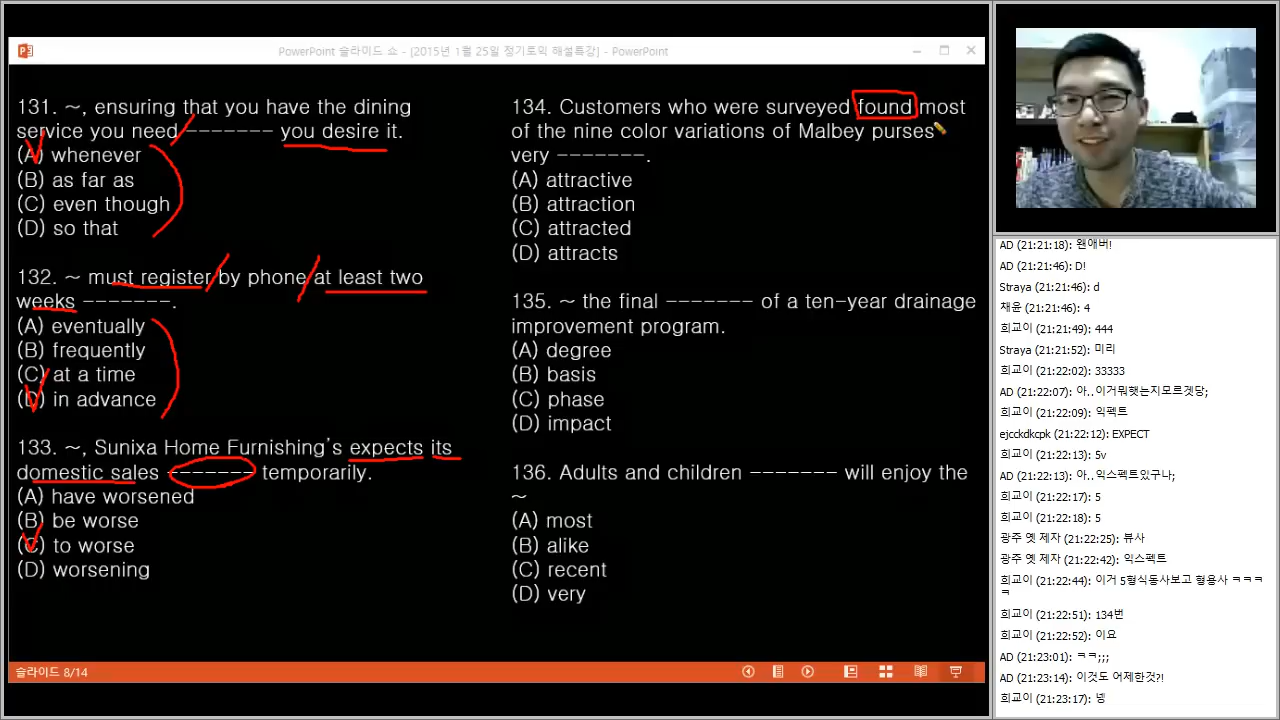 PowerPoint 슬라이드 쇼 - [2015년 1월 25일 정기토익 해설특강] - PowerPoint
131. ~, ensuring that you have the dining
service you need ------- you desire it.
(A) whenever
(B) as far as
(C) even though
(D) so that
132. ~ must register by phone at least two
weeks -------.
(A) eventually
(B) frequently
(C) at a time
(D) in advance
133. ~, Sunixa Home Furnishing's expects its
domestic sales ------- temporarily.
(A) have worsened
(B) be worse
(C) to worse
(D) worsening
134. Customers who were surveyed found most
of the nine color variations of Malbey purses
very -------.
(A) attractive
(B) attraction
(C) attracted
(D) attracts
135. ~ the final ------- of a ten-year drainage
improvement program.
(A) degree
(B) basis
(C) phase
(D) impact
136. Adults and children ------- will enjoy the
~
(A) most
(B) alike
(C) recent
(D) very
슬라이드 8/14
AD (21:21:18): 왠애버!
AD (21:21:46): D!
Straya (21:21:46): d
채윤 (21:21:46): 4
희교이 (21:21:49): 444
Straya (21:21:52): 미리
희교이 (21:22:02): 33333
AD (21:22:07): 아..이거뭐했는지모르겟당;
희교이 (21:22:09): 익펙트
ejcckdkcpk (21:22:12): EXPECT
희교이 (21:22:13): 5v
AD (21:22:13): 아..익스펙트있구나;
희교이 (21:22:17): 5
희교이 (21:22:18): 5
광주 옛 제자 (21:22:25): 뷰사
광주 옛 제자 (21:22:42): 익스펙트
희교이 (21:22:44): 이거 5형식동사보고 형용사 ㅋㅋㅋ
ㅋ
희교이 (21:22:51): 134번
희교이 (21:22:52): 이요
AD (21:23:01): ㅋㅋ;;;
AD (21:23:14): 이것도 어제한것?!
희교이 (21:23:17): 넹